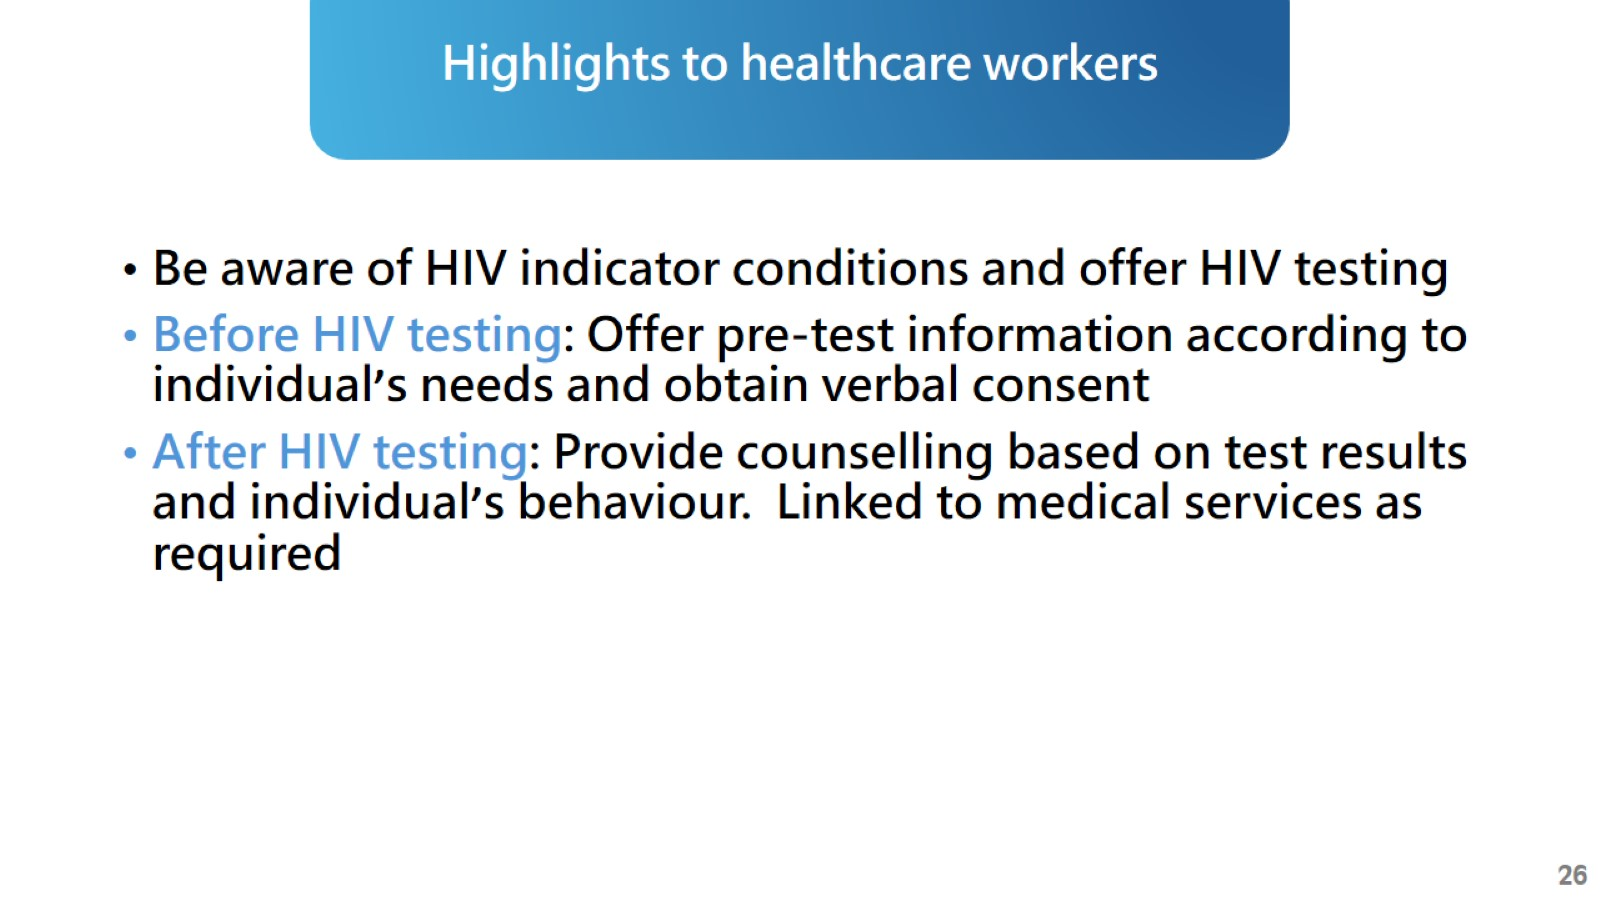 Highlights to healthcare workers
• Be aware of HIV indicator conditions and offer HIV testing
• Before HIV testing: Offer pre-test information according to
individual’s needs and obtain verbal consent
• After HIV testing: Provide counselling based on test results
and individual’s behaviour.  Linked to medical services as
required
26